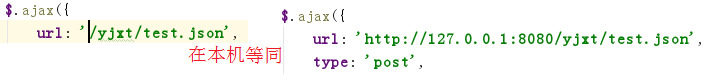 $.ajax({
url: '/yjxt/test.json',
在本机等同
$.ajax({
url: 'http://127.0.0.1:8080/yjxt/test.json',
type: 'post',